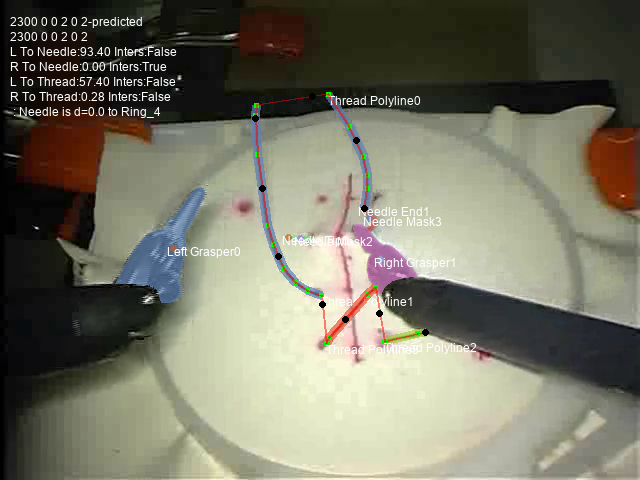 2300 0 0 2 0 2-predicted
2300 0 0 2 0 2
L To Needle:93.40 Inters:False
R To Needle:0.00 Inters:True
L To Thread:57.40 Inters:False
R To Thread:0.28 Inters:False
: Needle is d=0.0 to Ring_4
Thread Polyline0
Needle End1
Needle Mask3
Left Grasper0
Right Grasper1
Polyline1
Thread
Thread Polyline2